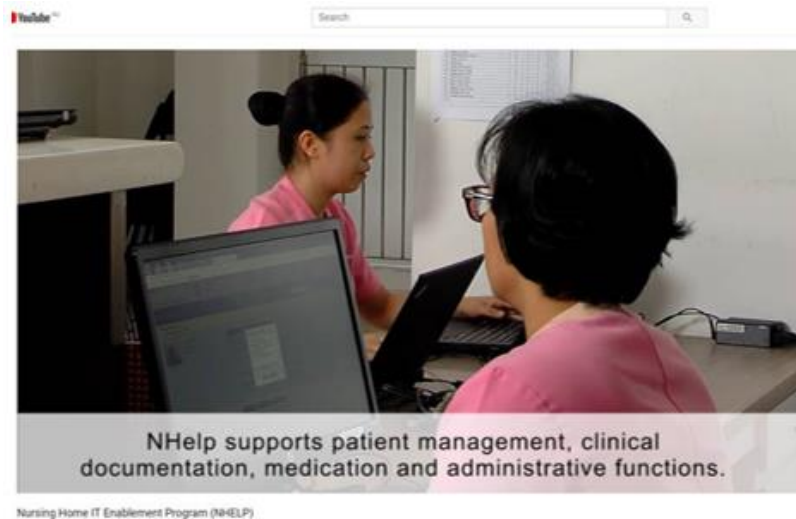 YouTube
Search
NHelp supports patient management, clinical
documentation, medication and administrative functions.
Nursing Home IT Enablement Program (NHELP)